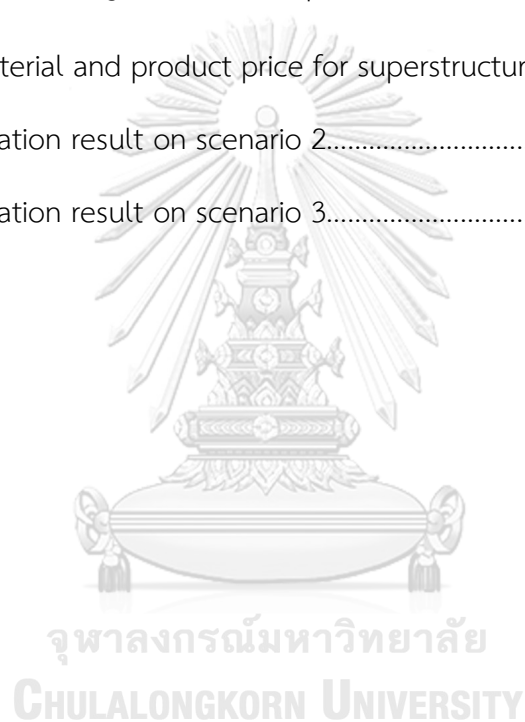 terial and product price for superstructur
ation result on scenario 2........................
ation result on scenario 3........................
จุฬาลงกรณ์มหาวิทยาลัย
CHULALONGKORN UNIVERSITY